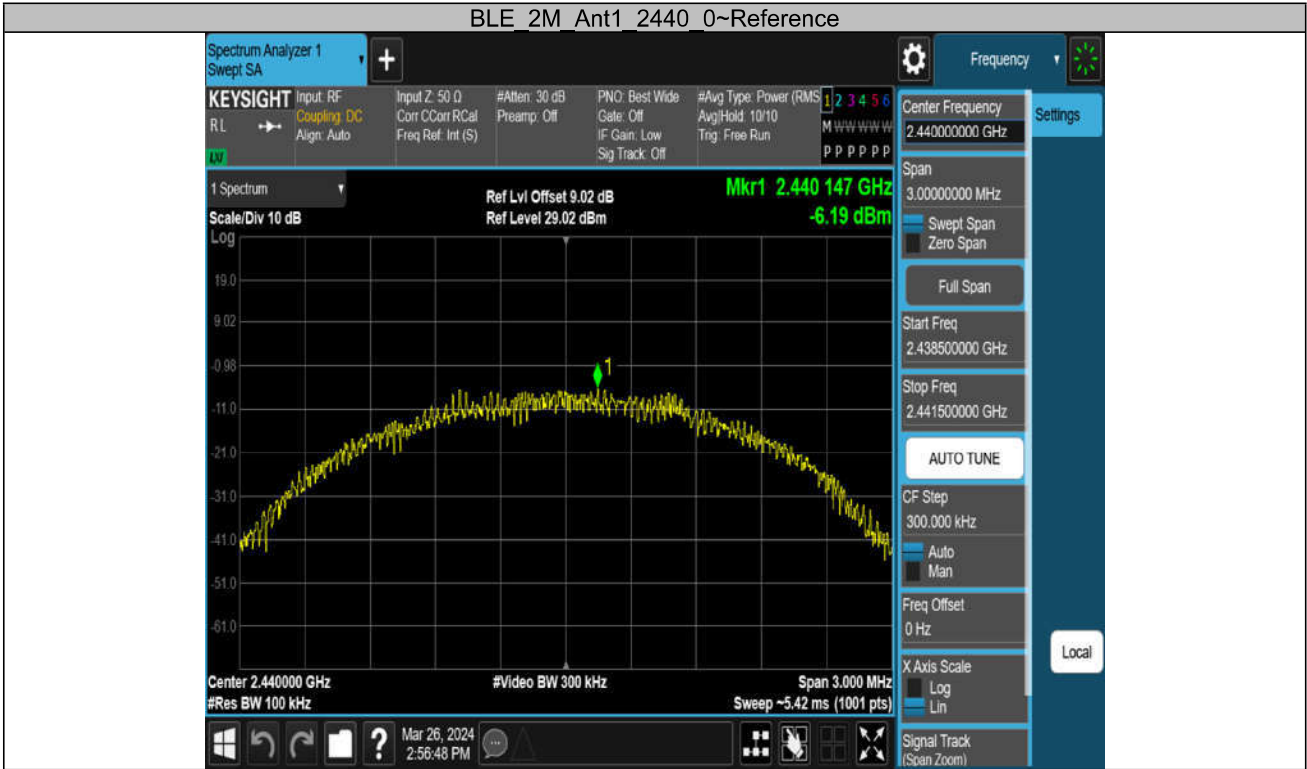 BLE_2M_Ant1_2440_0~Reference
Spectrum Analyzer 1
Swept SA
+
Frequency
KEYSIGHT
RL
Input: RF
Coupling: DC
Align: Auto
Input Z: 50 Ω
Corr CCorr RCal
Freq Ref: Int (S)
#Atten: 30 dB
Preamp: Off
PNO: Best Wide
Gate: Off
IF Gain: Low
Sig Track: Off
#Avg Type: Power (RMS
Avg|Hold: 10/10
Trig: Free Run
1 2 3 4 5 6
M W W W W W
P P P P P P
Center Frequency
2.440000000 GHz
Settings
1 Spectrum
Scale/Div 10 dB
Log
Ref Lvl Offset 9.02 dB
Ref Level 29.02 dBm
Mkr1 2.440 147 GHz
-6.19 dBm
Span
3.00000000 MHz
Swept Span
Zero Span
Full Span
Start Freq
2.438500000 GHz
Stop Freq
2.441500000 GHz
AUTO TUNE
CF Step
300.000 kHz
Auto
Man
Freq Offset
0 Hz
X Axis Scale
Log
Lin
Signal Track
(Span Zoom)
Local
19.0
9.02
-0.98
-11.0
-21.0
-31.0
-41.0
-51.0
-61.0
1
Center 2.440000 GHz
#Res BW 100 kHz
#Video BW 300 kHz
Span 3.000 MHz
Sweep ~5.42 ms (1001 pts)
?
Mar 26, 2024
2:56:48 PM